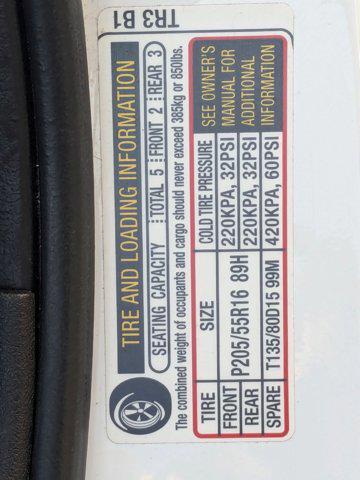 TIRE AND LOADING INFORMATION
SEATING CAPACITY TOTAL 5 FRONT 2 REAR 3
The combined weight of occupants and cargo should never exceed 385kg or 850lbs.
TIRE SIZE COLD TIRE PRESSURE SEE OWNER'S
FRONT P205/55R16 89H 220KPA, 32PSI MANUAL FOR
REAR 220KPA, 32PSI ADDITIONAL
SPARE T135/80D15 99M 420KPA, 60PSI INFORMATION
TR3 B1